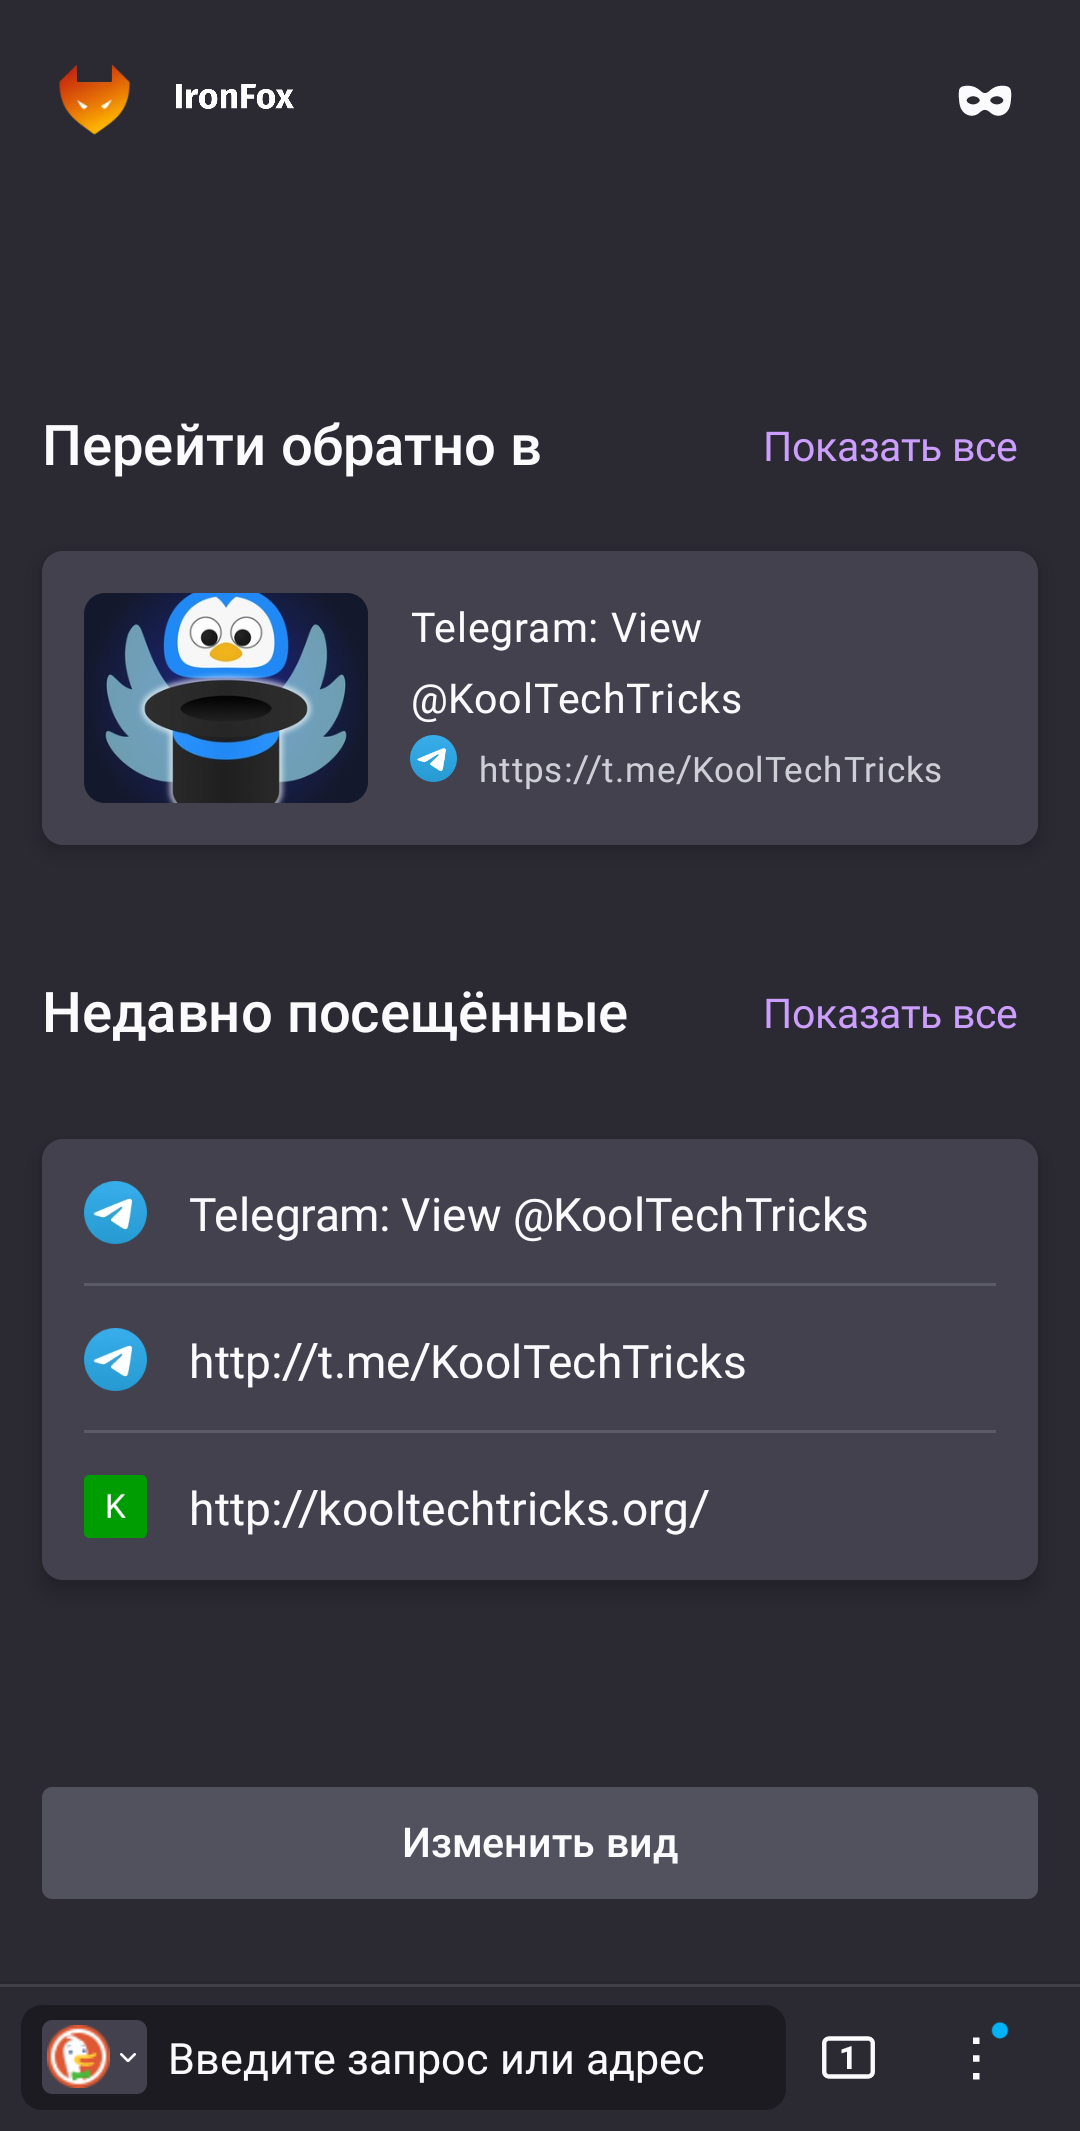 IronFox
Перейти обратно в
Показать все
Telegram: View
@KoolTechTricks
https://t.me/KoolTechTricks
Недавно посещённые
Показать все
Telegram: View @KoolTechTricks
http://t.me/KoolTechTricks
K
http://kooltechtricks.org/
Изменить вид
Введите запрос или адрес
1